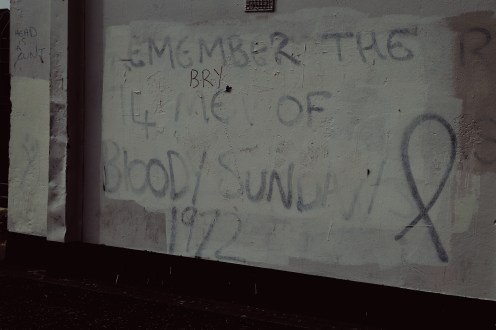 EMEMBER THE
BRY
14 MEN OF
BLOODY SUNDAY
1972